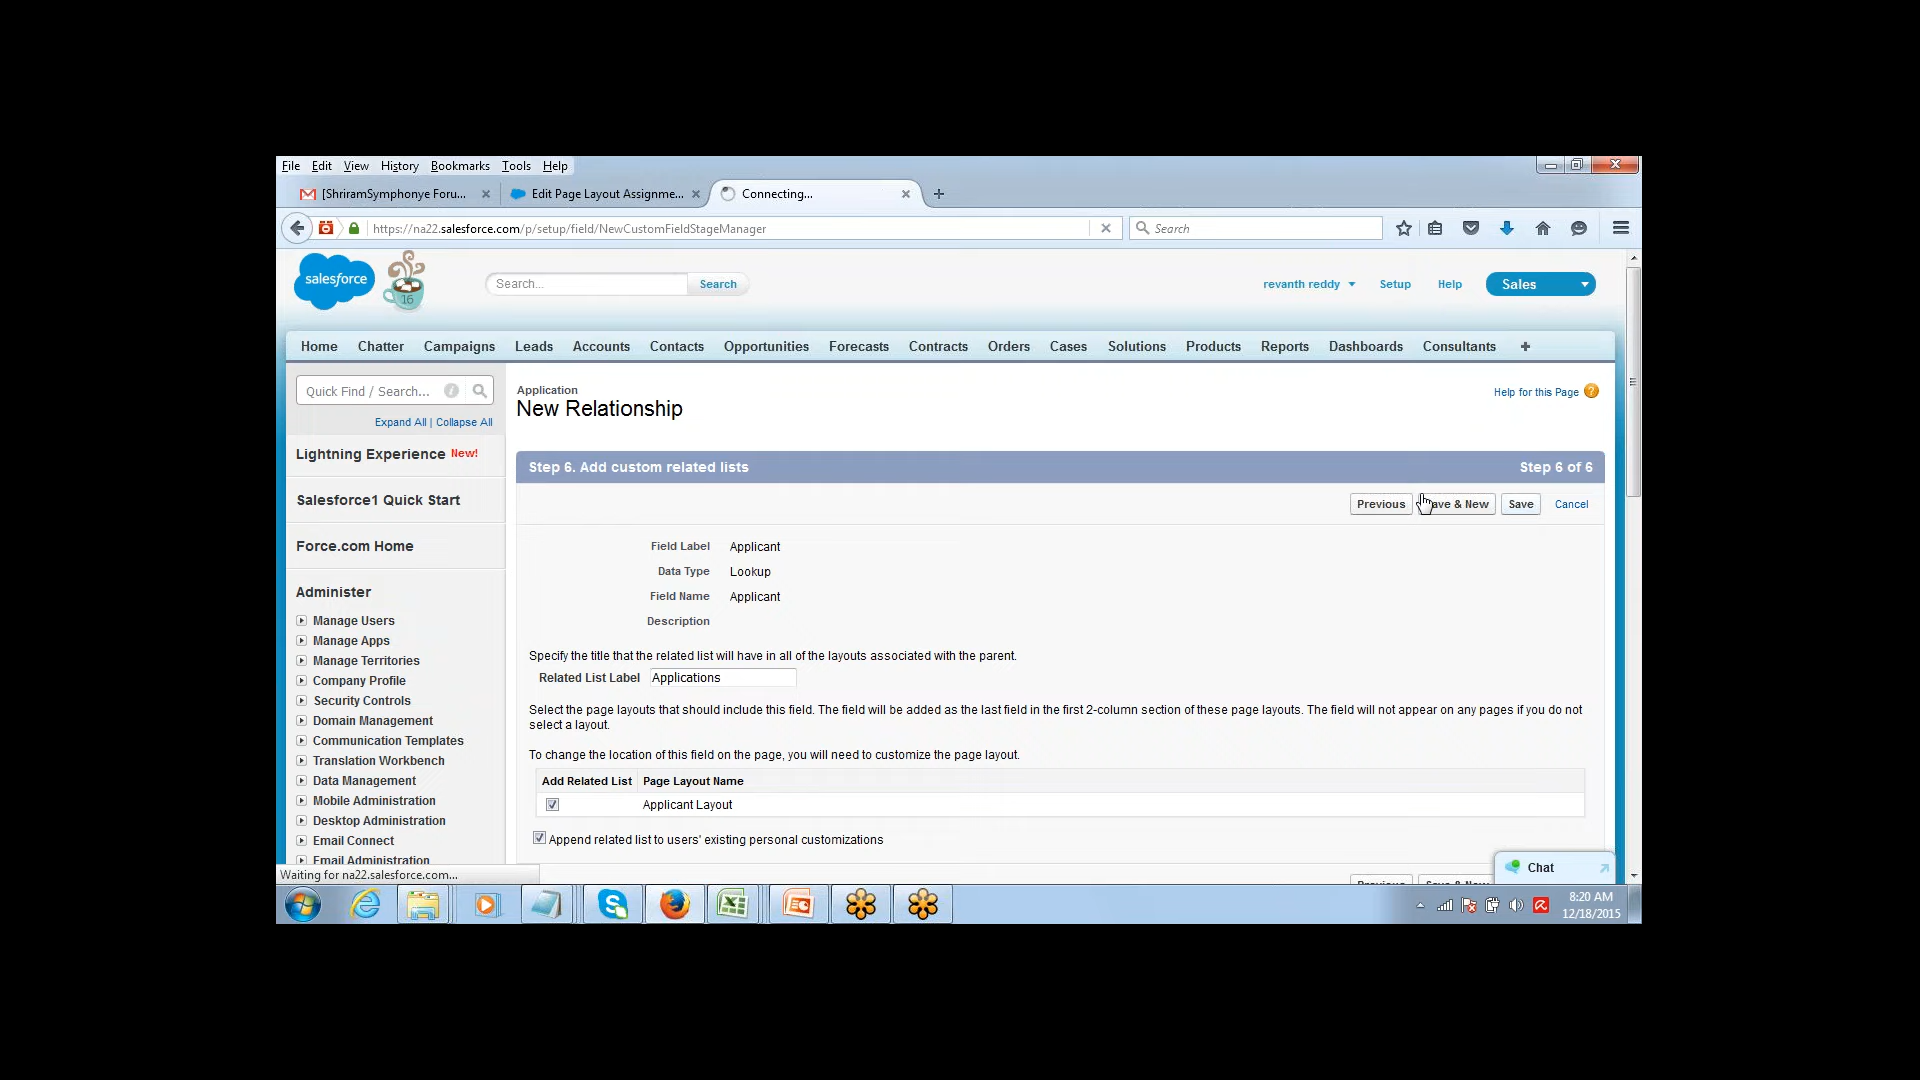 File Edit View History Bookmarks Tools Help
[ShriramSymphonye Foru... Edit Page Layout Assignme... Connecting...
https://na22.salesforce.com/p/setup/field/NewCustomFieldStageManager Search
salesforce 16 Search... Search revanth reddy Setup Help Sales
Home Chatter Campaigns Leads Accounts Contacts Opportunities Forecasts Contracts Orders Cases Solutions Products Reports Dashboards Consultants +
Quick Find / Search... i
Expand All | Collapse All
Lightning Experience New!
Salesforce1 Quick Start
Force.com Home
Administer
Manage Users
Manage Apps
Manage Territories
Company Profile
Security Controls
Domain Management
Communication Templates
Translation Workbench
Data Management
Mobile Administration
Desktop Administration
Email Connect
Email Administration
Application
New Relationship
Help for this Page ?
Step 6. Add custom related lists Step 6 of 6
Previous ave & New Save Cancel
Field Label Applicant
Data Type Lookup
Field Name Applicant
Description
Specify the title that the related list will have in all of the layouts associated with the parent.
Related List Label Applications
Select the page layouts that should include this field. The field will be added as the last field in the first 2-column section of these page layouts. The field will not appear on any pages if you do not
select a layout.
To change the location of this field on the page, you will need to customize the page layout.
Add Related List Page Layout Name
Applicant Layout
Append related list to users' existing personal customizations
Previous Save & New
Chat
Waiting for na22.salesforce.com...
8:20 AM
12/18/2015